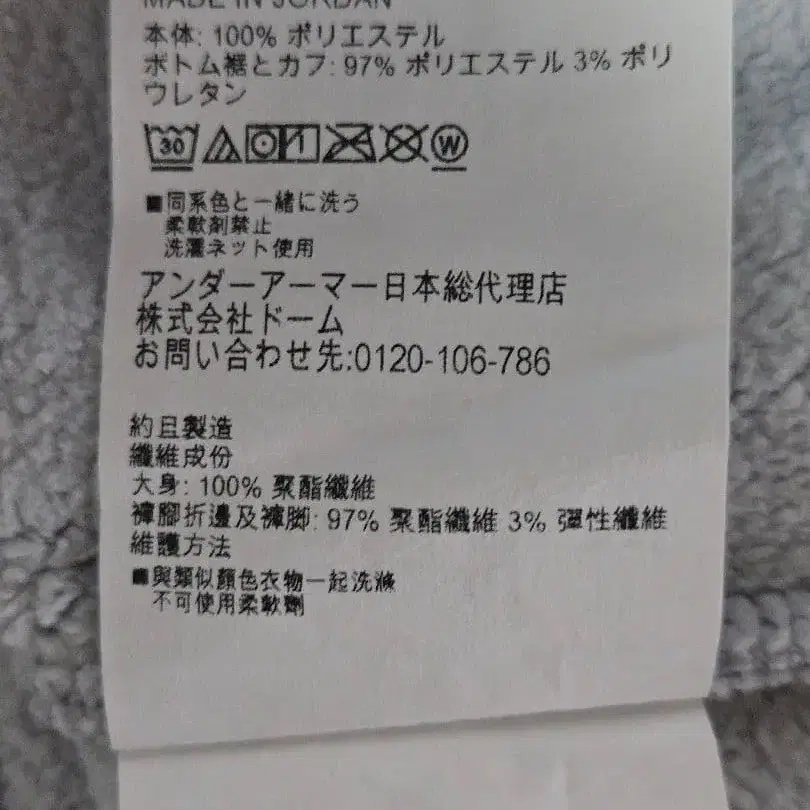 MADE IN JORDAN
本体: 100% ポリエステル
ボトム裾とカフ: 97% ポリエステル 3% ポリ
ウレタン
30 W
■同系色と一緒に洗う
柔軟剤禁止
洗濯ネット使用
アンダーアーマー日本総代理店
株式会社ドーム
お問い合わせ先:0120-106-786
約旦製造
纖維成份
大身: 100% 聚酯纖維
褲腳折邊及褲脚: 97% 聚酯纖維 3% 彈性纖維
維護方法
■與類似顏色衣物一起洗滌
不可使用柔軟劑